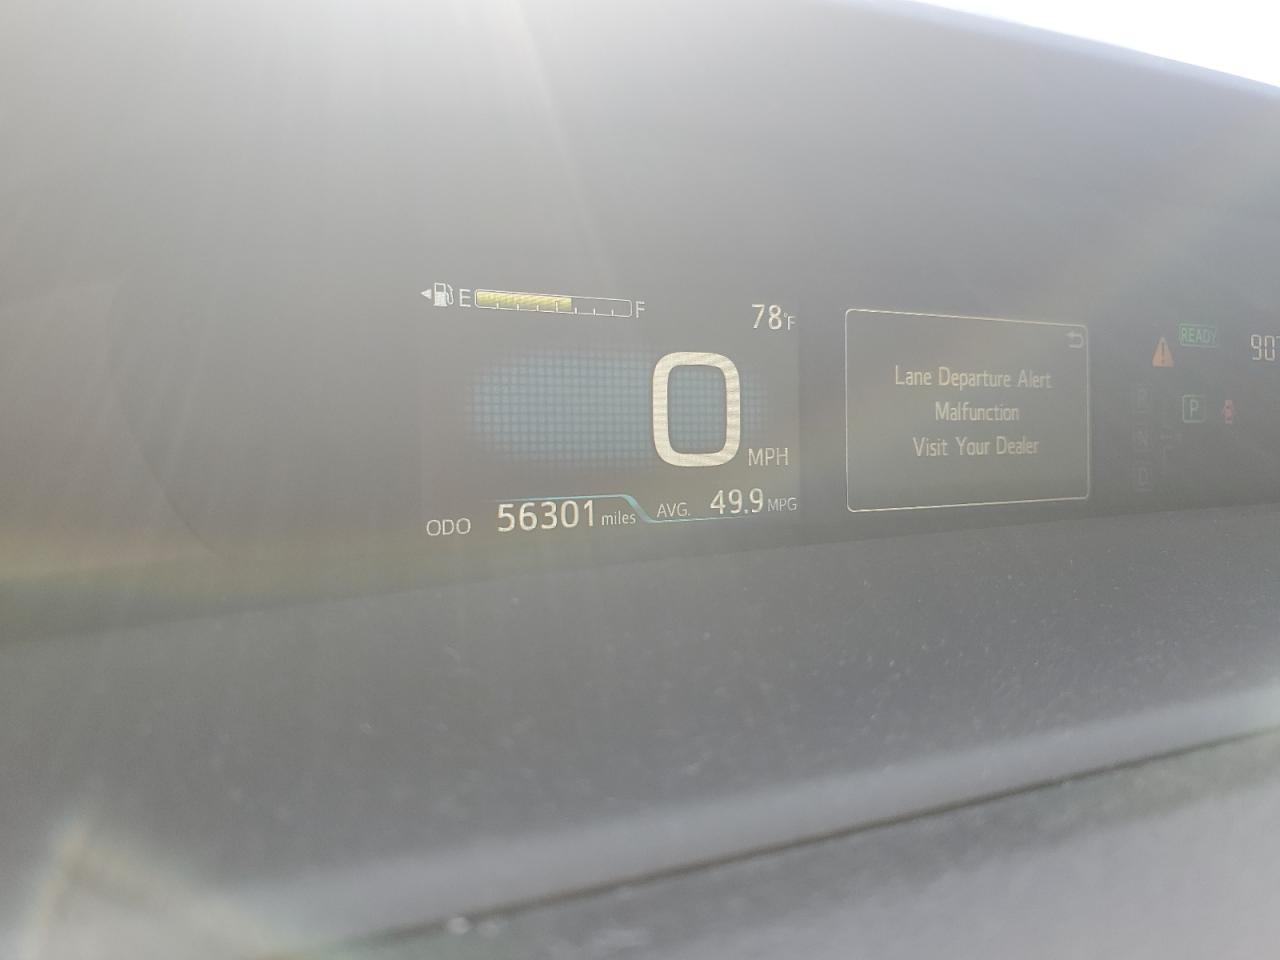 E F
78°F
0
MPH
ODO 56301 miles AVG. 49.9 MPG
Lane Departure Alert
Malfunction
Visit Your Dealer
READY
P
R
N
D